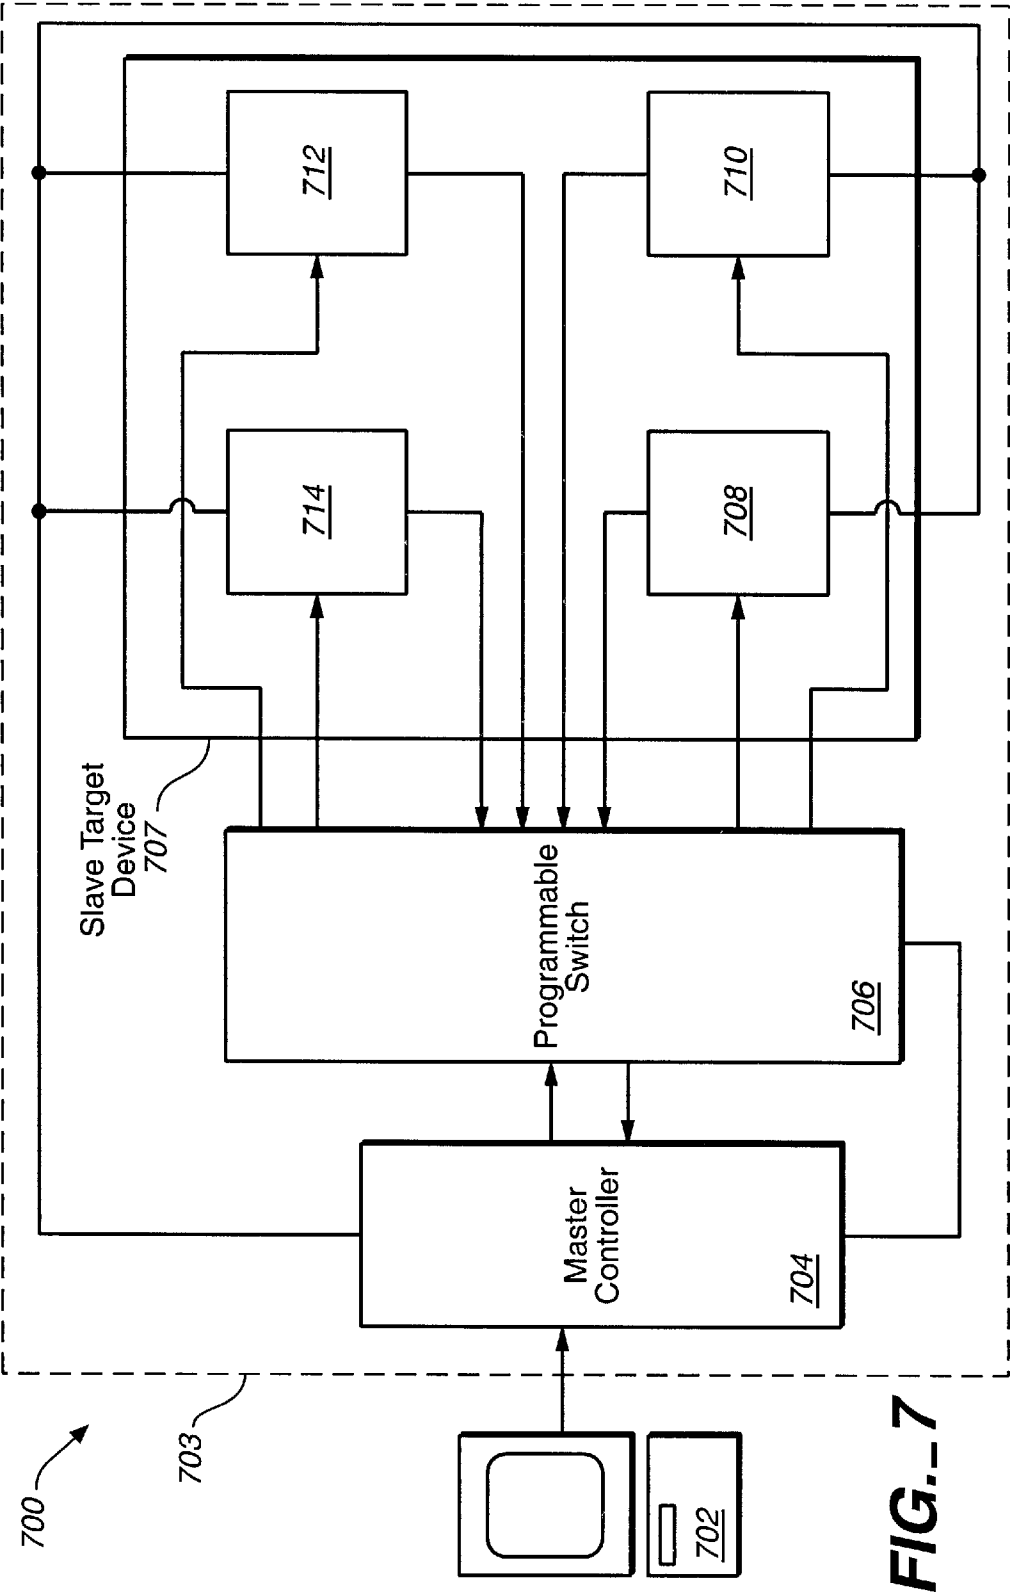 700
703
702
Master
Controller
704
Programmable
Switch
706
Slave Target
Device
707
714
712
708
710
FIG._7